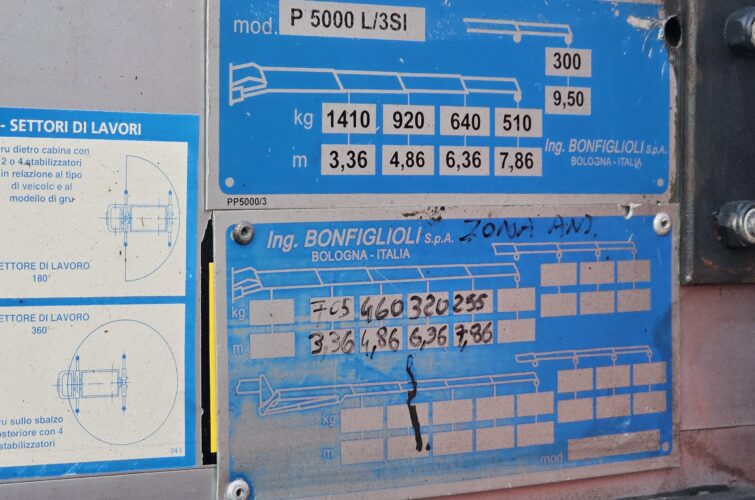 mod. P 5000 L/3SI
300
9,50
kg 1410 920 640 510
m 3,36 4,86 6,36 7,86
Ing. BONFIGLIOLI s.p.A.
BOLOGNA - ITALIA
PP5000/3
- SETTORI DI LAVORI
ru dietro cabina con
2 o 4 stabilizzatori
in relazione al tipo
di veicolo e al
modello di gru
ETTORE DI LAVORO
180°
ETTORE DI LAVORO
360°
ru sullo sbalzo
osteriore con 4
stabilizzatori
04 I
Ing. BONFIGLIOLI s.p.A. ZONA ANT.
BOLOGNA - ITALIA
kg 705 460 320 255
m 3,36 4,86 6,36 7,86
kg
m
mod